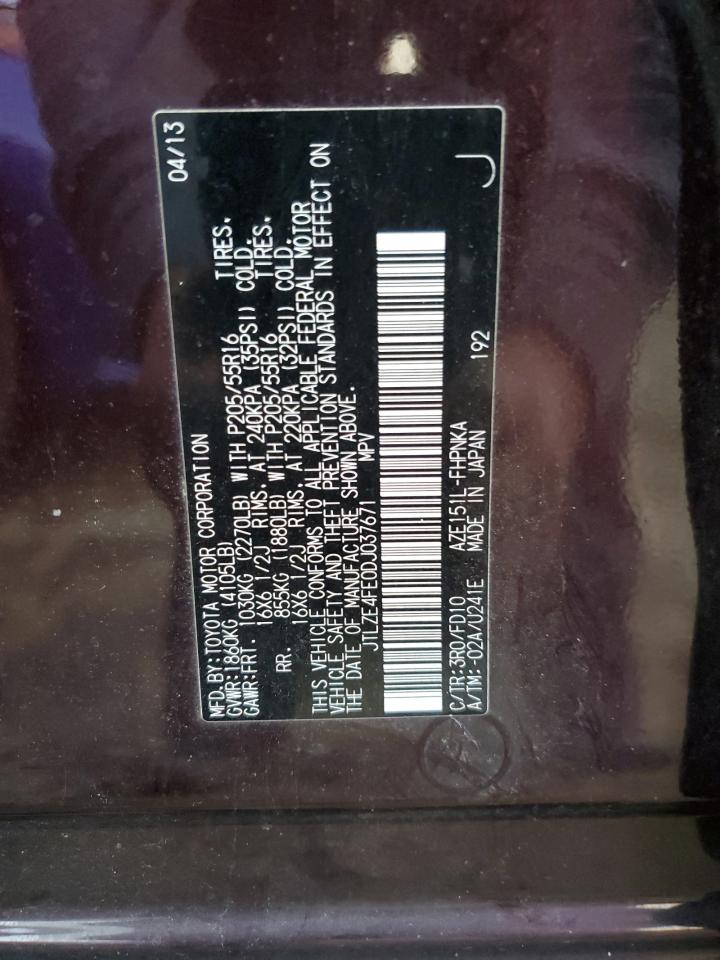 MFD.BY:TOYOTA MOTOR CORPORATION 04/13
GVWR:1860KG (4105LB)
GAWR:FRT. 1030KG (2270LB) WITH P205/55R16 TIRES.
16X6 1/2J RIMS. AT 240KPA (35PSI) COLD.
RR. 855KG (1880LB) WITH P205/55R16 TIRES.
16X6 1/2J RIMS. AT 220KPA (32PSI) COLD.
THIS VEHICLE CONFORMS TO ALL APPLICABLE FEDERAL MOTOR
VEHICLE SAFETY AND THEFT PREVENTION STANDARDS IN EFFECT ON
THE DATE OF MANUFACTURE SHOWN ABOVE.
JTLZE4FE0DJ037671 MPV
C/TR:3R0/FD10 AZE151L-FHPNKA
A/TM:-02A/U241E MADE IN JAPAN 192 J